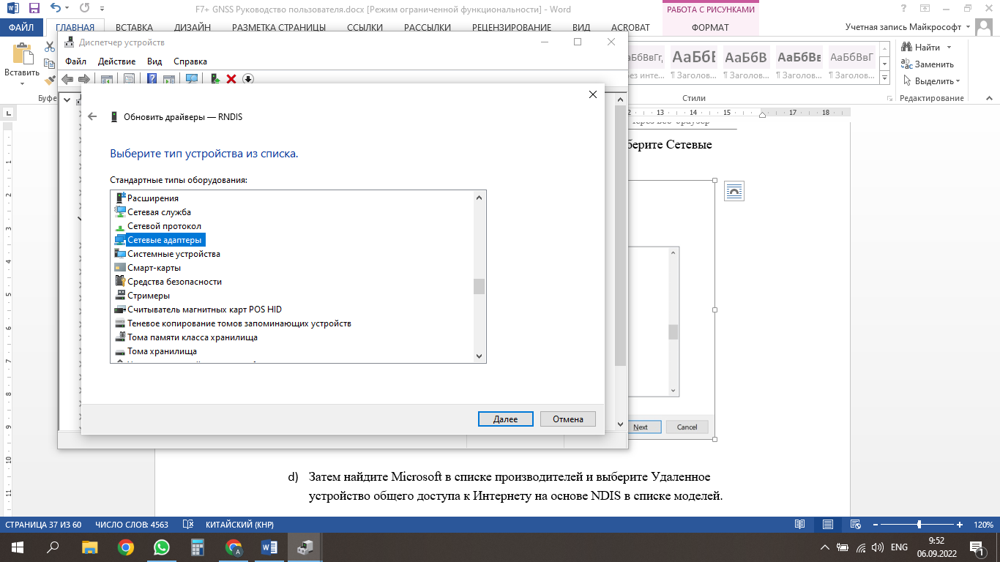 F7+ GNSS Руководство пользователя.docx [Режим ограниченной функциональности] - Word
РАБОТА С РИСУНКАМИ
ФАЙЛ ГЛАВНАЯ ВСТАВКА ДИЗАЙН РАЗМЕТКА СТРАНИЦЫ ССЫЛКИ РАССЫЛКИ РЕЦЕНЗИРОВАНИЕ ВИД ACROBAT ФОРМАТ
Учетная запись Майкрософт
Диспетчер устройств
Файл Действие Вид Справка
Вставить
АаБбВвГг,
АаБбВ
АаБбВ
АаБбВв
АаБбВвГ
¶ Заголов...
¶ Заголов...
¶ Заголов...
¶ Заголов...
Стили
Найти
Заменить
Выделить
Редактирование
Обновить драйверы — RNDIS
Выберите тип устройства из списка.
Стандартные типы оборудования:
Расширения
Сетевая служба
Сетевой протокол
Сетевые адаптеры
Системные устройства
Смарт-карты
Средства безопасности
Стримеры
Считыватель магнитных карт POS HID
Теневое копирование томов запоминающих устройств
Тома памяти класса хранилища
Тома хранилища
Далее
Отмена
берите Сетевые
Next
Cancel
d) Затем найдите Microsoft в списке производителей и выберите Удаленное
устройство общего доступа к Интернету на основе NDIS в списке моделей.
СТРАНИЦА 37 ИЗ 60 ЧИСЛО СЛОВ: 4563 КИТАЙСКИЙ (КНР)
120%
ENG
9:52
06.09.2022